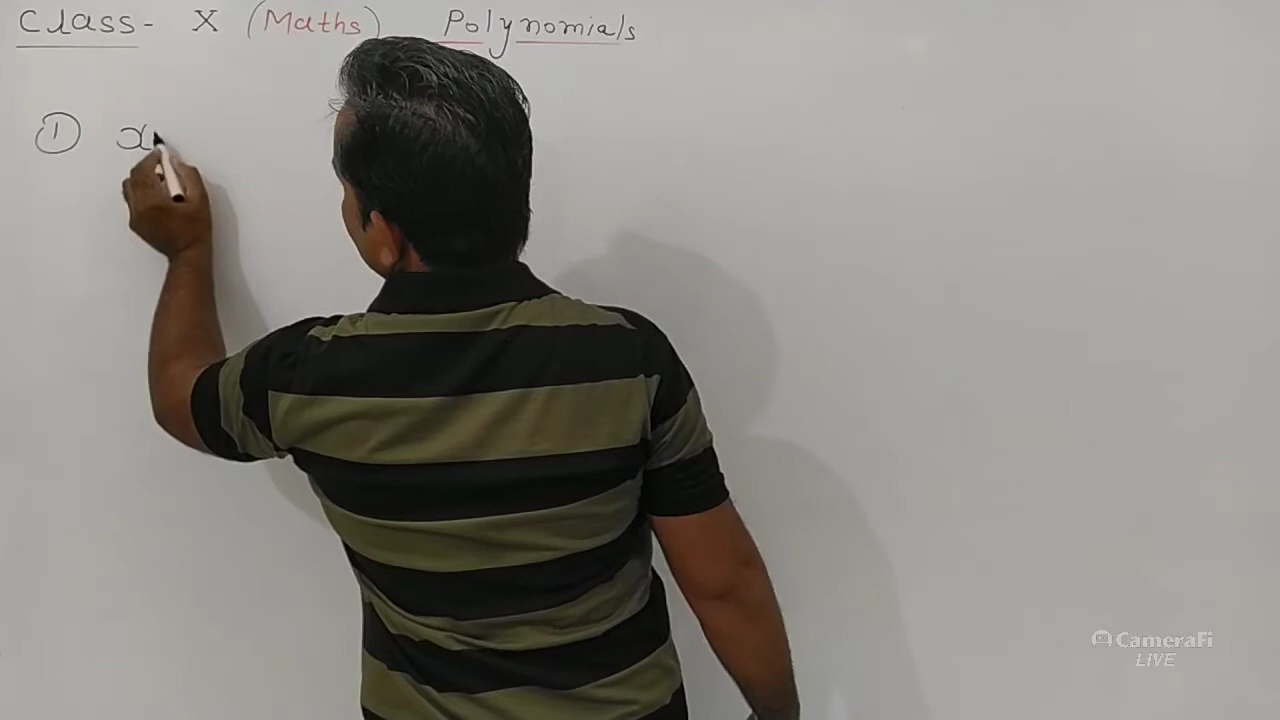 Class- X (Maths) Polynomials
① x
CameraFi
LIVE